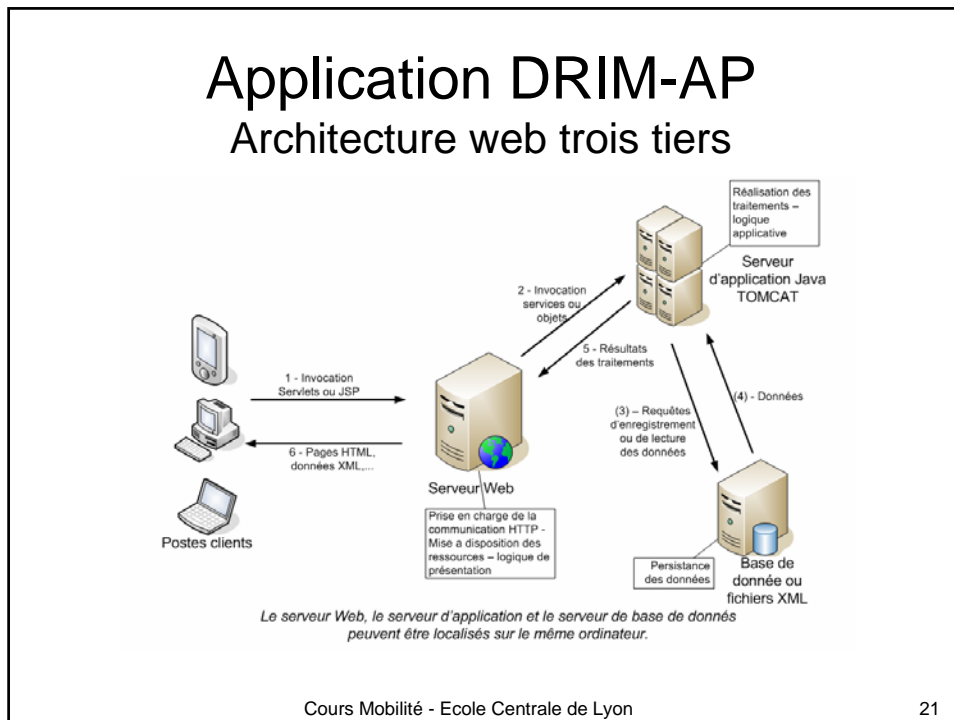 Application DRIM-AP
Architecture web trois tiers
Réalisation des
traitements –
logique
applicative
Serveur
d'application Java
TOMCAT
2 - Invocation
services ou
objets
5 - Résultats
des traitements
1 - Invocation
Servlets ou JSP
(4) - Données
(3) – Requêtes
d'enregistrement
ou de lecture
des données
6 - Pages HTML,
données XML,...
Serveur Web
Postes clients
Prise en charge de la
communication HTTP -
Mise a disposition des
ressources – logique de
présentation
Persistance
des données
Base de
donnée ou
fichiers XML
Le serveur Web, le serveur d'application et le serveur de base de donnés
peuvent être localisés sur le même ordinateur.
Cours Mobilité - Ecole Centrale de Lyon
21